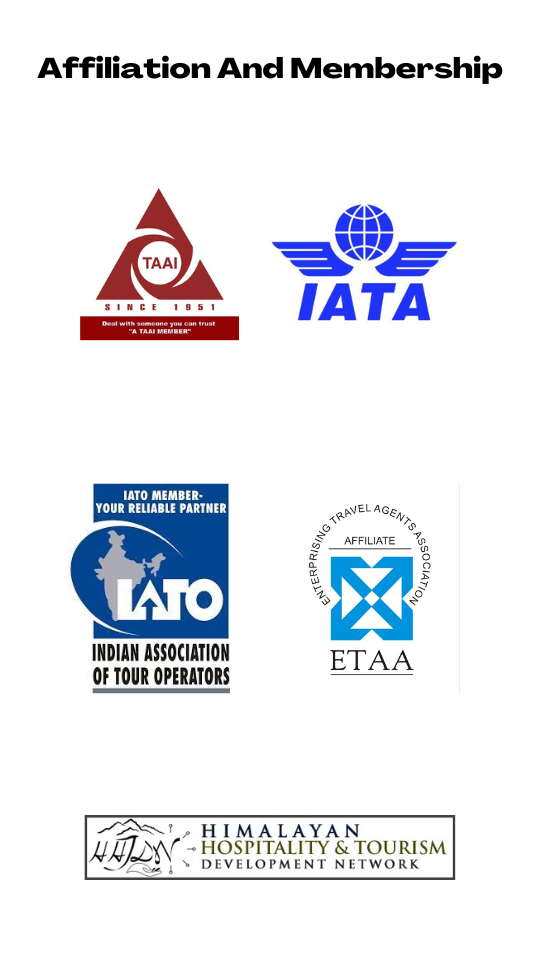 Affiliation And Membership
TAAI
SINCE 1951
Deal with someone you can trust
"A TAAI MEMBER"
IATA
IATO MEMBER-
YOUR RELIABLE PARTNER
IATO
INDIAN ASSOCIATION
OF TOUR OPERATORS
ENTERPRISING TRAVEL AGENTS ASSOCIATION
AFFILIATE
ETAA
HHTDN
HIMALAYAN
HOSPITALITY & TOURISM
DEVELOPMENT NETWORK